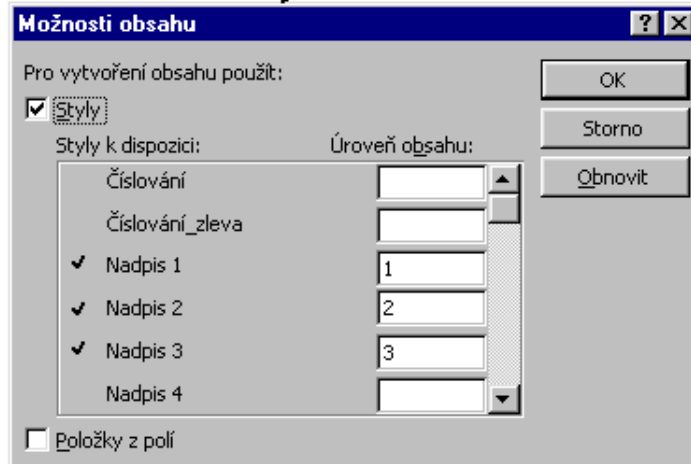 Možnosti obsahu
Pro vytvoření obsahu použít:
Styly
Styly k dispozici: Úroveň obsahu:
Číslování
Číslování_zleva
Nadpis 1 1
Nadpis 2 2
Nadpis 3 3
Nadpis 4
Položky z polí
OK
Storno
Obnovit